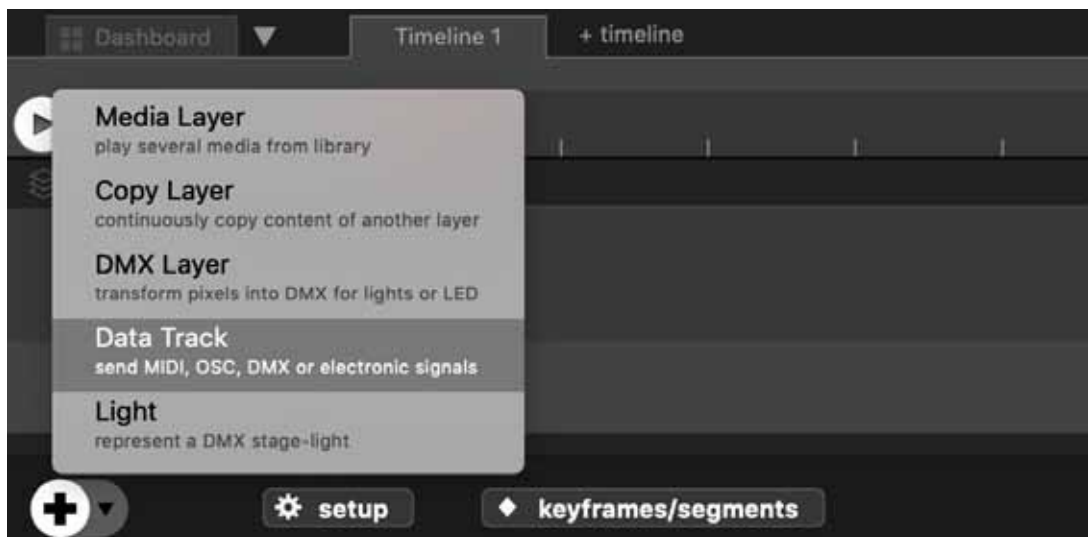 Dashboard
Timeline 1
+ timeline
Media Layer
play several media from library
Copy Layer
continuously copy content of another layer
DMX Layer
transform pixels into DMX for lights or LED
Data Track
send MIDI, OSC, DMX or electronic signals
Light
represent a DMX stage-light
setup
keyframes/segments